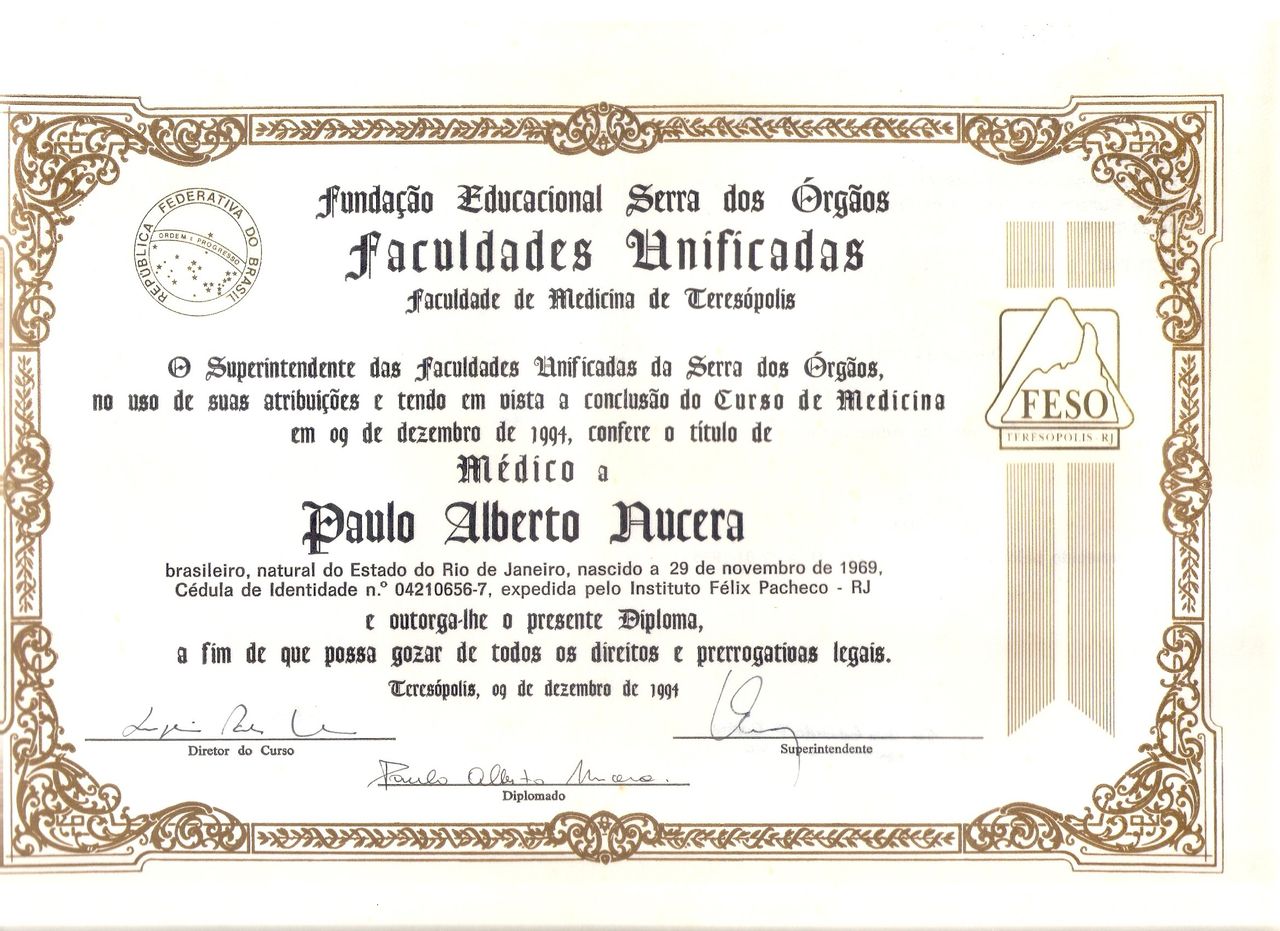 Fundação Educacional Serra dos Órgãos
Faculdades Unificadas
Faculdade de Medicina de Teresópolis
REPÚBLICA FEDERATIVA DO BRASIL
ORDEM E PROGRESSO
O Superintendente das Faculdades Unificadas da Serra dos Órgãos,
no uso de suas atribuições e tendo em vista a conclusão do Curso de Medicina
em 09 de dezembro de 1994, confere o título de
Médico a
Paulo Alberto Nucera
brasileiro, natural do Estado do Rio de Janeiro, nascido a 29 de novembro de 1969,
Cédula de Identidade n.º 04210656-7, expedida pelo Instituto Félix Pacheco - RJ
e outorga-lhe o presente Diploma,
a fim de que possa gozar de todos os direitos e prerrogativas legais.
Teresópolis, 09 de dezembro de 1994
FESO
TERESOPOLIS RJ
Diretor do Curso
Superintendente
Paulo Alberto Nucera
Diplomado